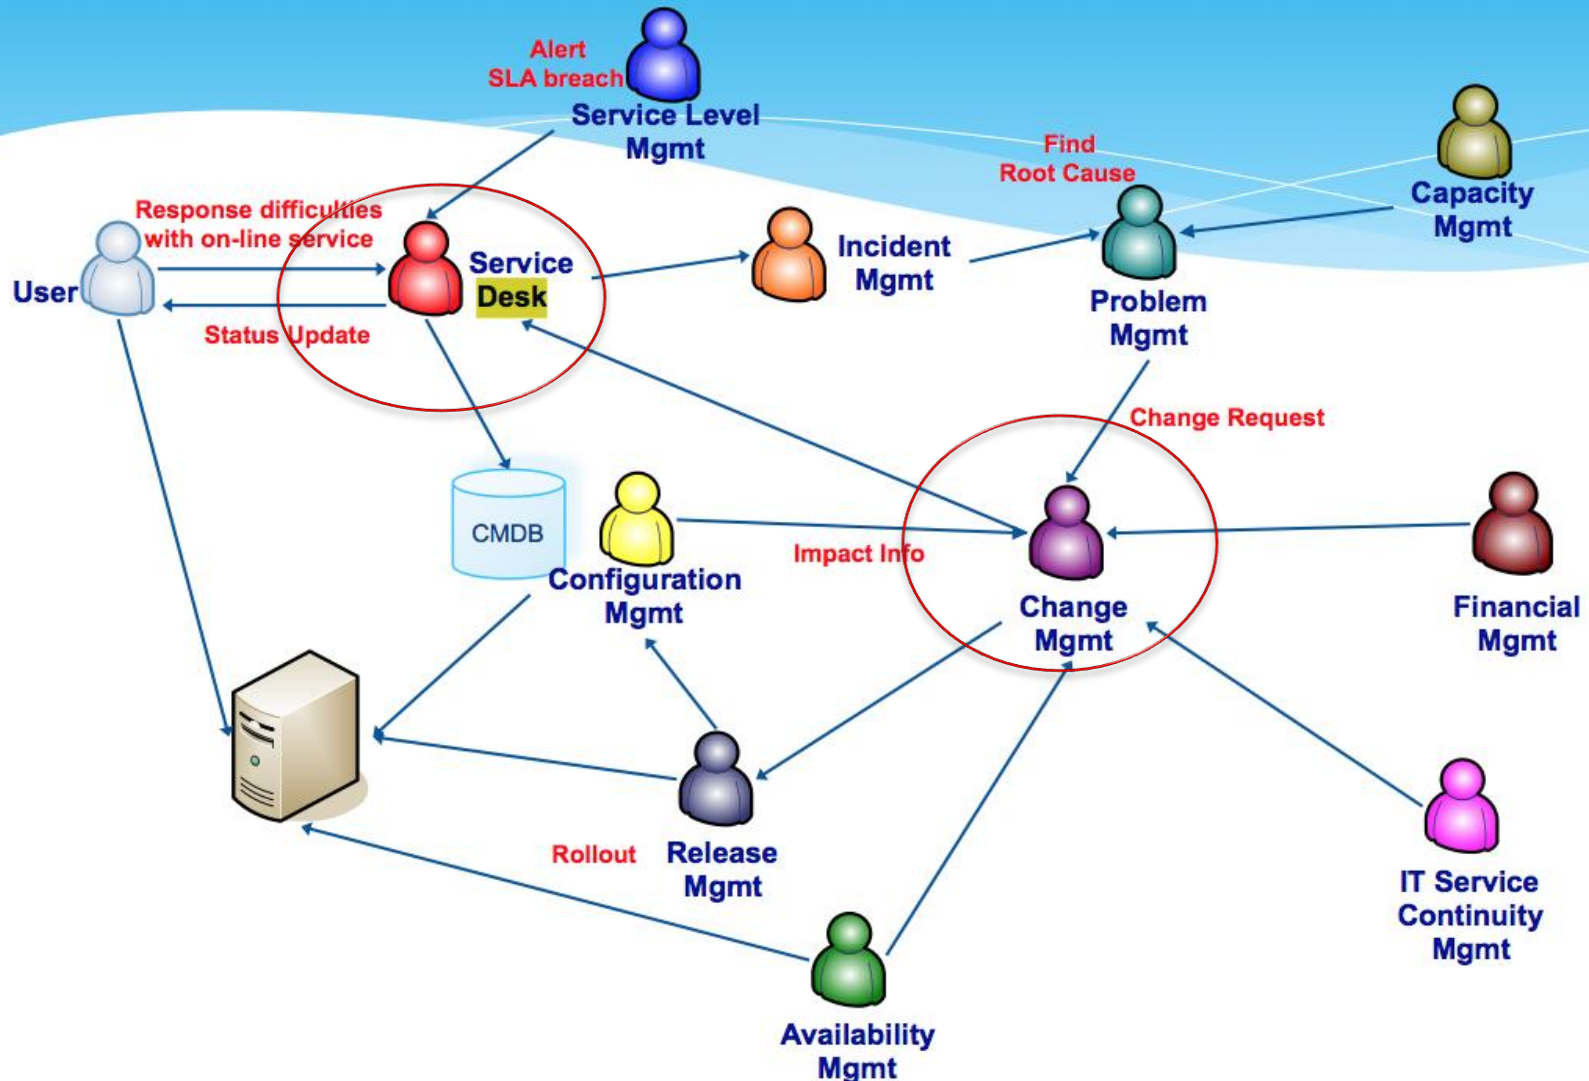 Alert
SLA breach
Service Level
Mgmt
Find
Root Cause
Capacity
Mgmt
Response difficulties
with on-line service
User
Service
Desk
Incident
Mgmt
Problem
Mgmt
Status Update
Change Request
CMDB
Configuration
Mgmt
Impact Info
Change
Mgmt
Financial
Mgmt
Rollout
Release
Mgmt
IT Service
Continuity
Mgmt
Availability
Mgmt